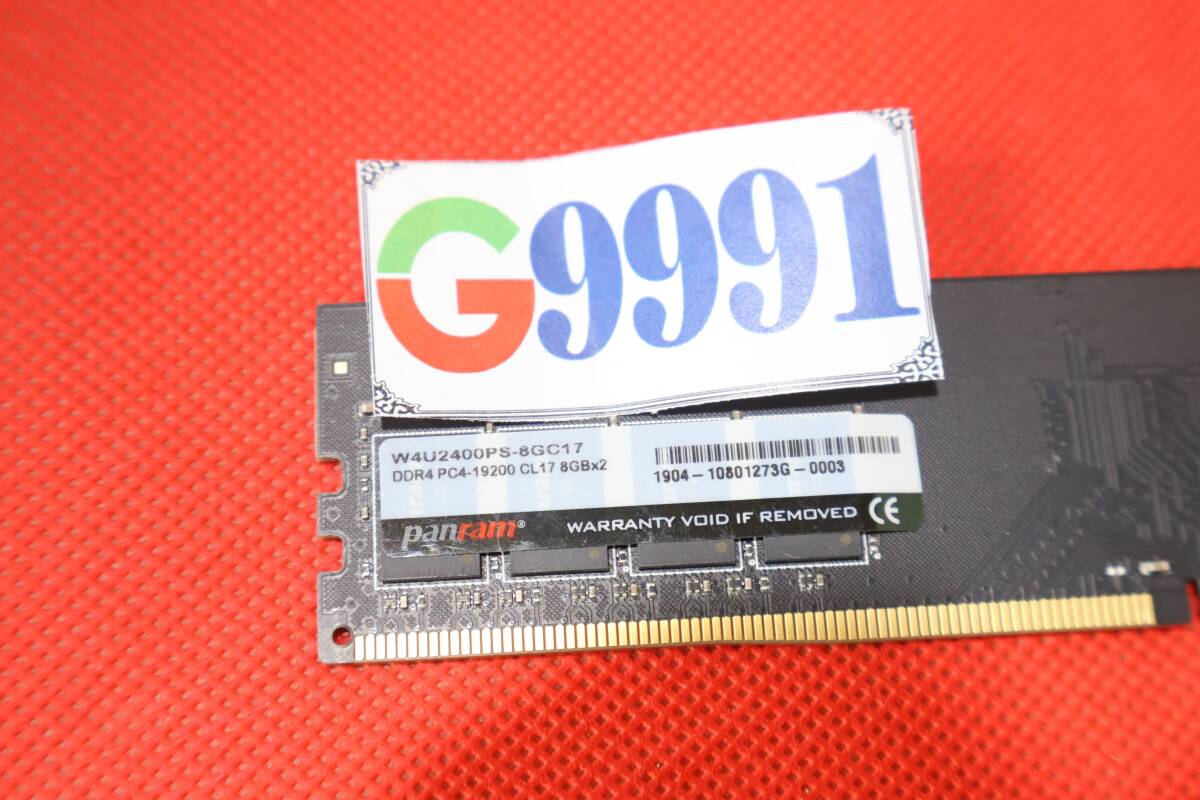 G9991
W4U2400PS-8GC17
DDR4 PC4-19200 CL17 8GBx2
1904-10801273G-0003
panram®
WARRANTY VOID IF REMOVED CE